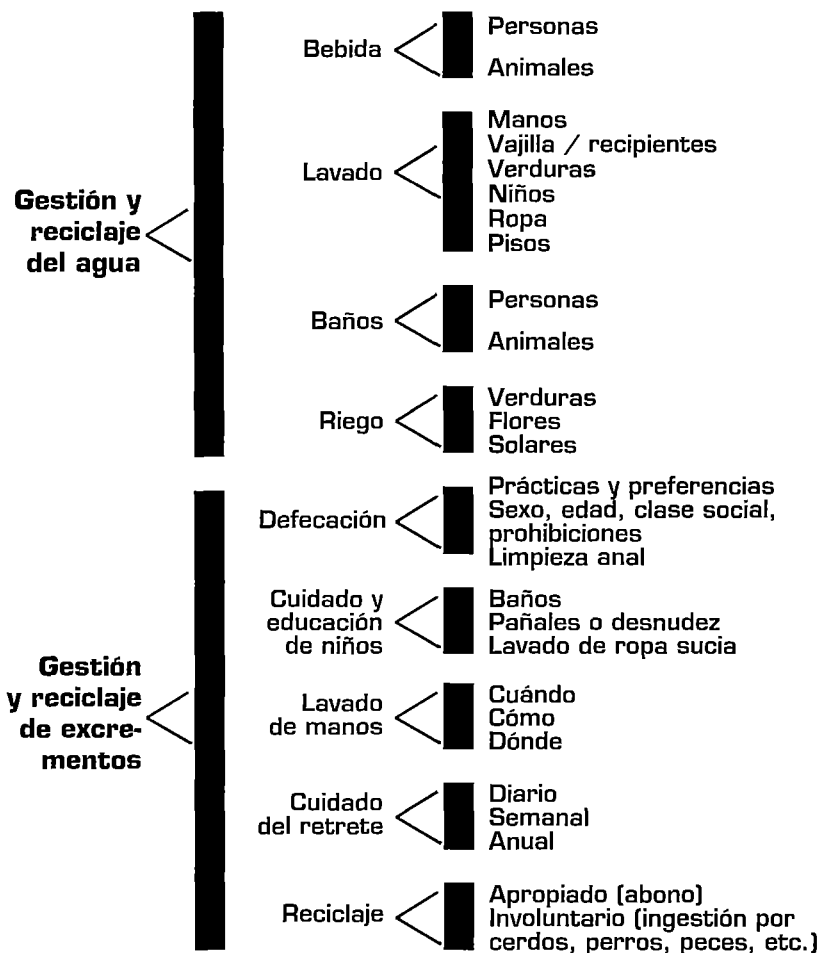 Gestión y
reciclaje
del agua
Bebida
Personas
Animales
Lavado
Manos
Vajilla / recipientes
Verduras
Niños
Ropa
Pisos
Baños
Personas
Animales
Riego
Verduras
Flores
Solares
Gestión
y reciclaje
de excre-
mentos
Defecación
Prácticas y preferencias
Sexo, edad, clase social,
prohibiciones
Limpieza anal
Cuidado y
educación
de niños
Baños
Pañales o desnudez
Lavado de ropa sucia
Lavado
de manos
Cuándo
Cómo
Dónde
Cuidado
del retrete
Diario
Semanal
Anual
Reciclaje
Apropiado (abono)
Involuntario (ingestión por
cerdos, perros, peces, etc.)